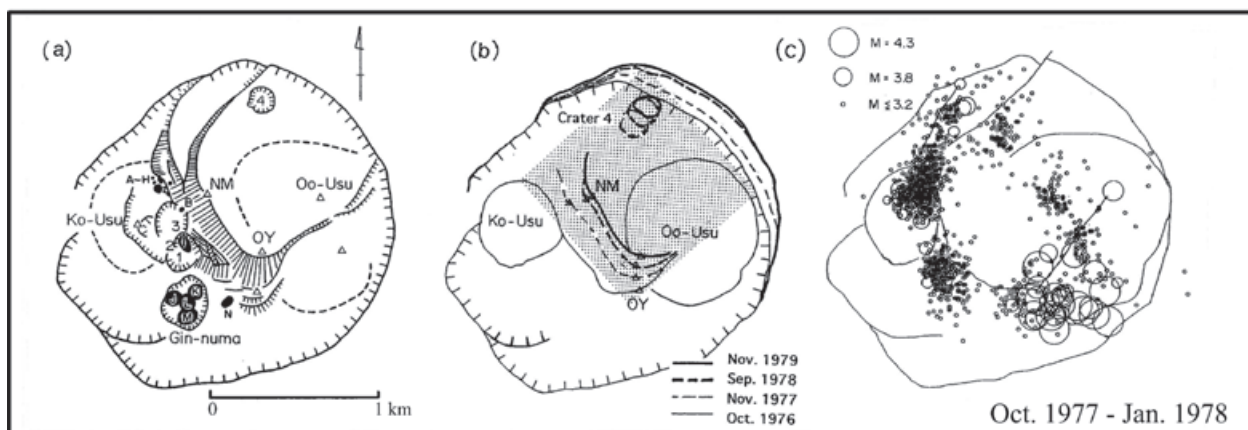 (a)
4
A-H
NM
Oo-Usu
Ko-Usu
B
3
C
OY
2
1
J
K
L
M
N
Gin-numa
0 1 km
(b)
Crater 4
NM
Ko-Usu
Oo-Usu
OY
Nov. 1979
Sep. 1978
Nov. 1977
Oct. 1976
(c)
M = 4.3
M = 3.8
M ≦ 3.2
Oct. 1977 - Jan. 1978